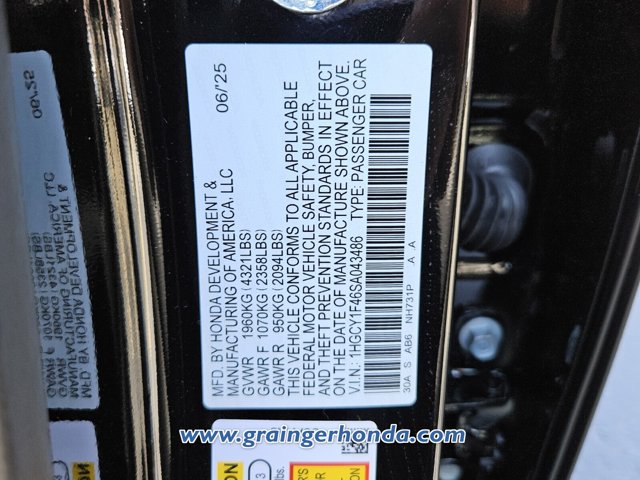 MFD. BY HONDA DEVELOPMENT & 06/'25
MANUFACTURING OF AMERICA, LLC
GVWR 1960KG(4321LBS)
GAWR F 1070KG(2358LBS)
GAWR R 950KG(2094LBS)
THIS VEHICLE CONFORMS TO ALL APPLICABLE
FEDERAL MOTOR VEHICLE SAFETY, BUMPER,
AND THEFT PREVENTION STANDARDS IN EFFECT
ON THE DATE OF MANUFACTURE SHOWN ABOVE.
V.I.N.: 1HGCY1F46SA043486 TYPE: PASSENGER CAR
30A S AB6 NH731P A A
www.graingerhonda.com